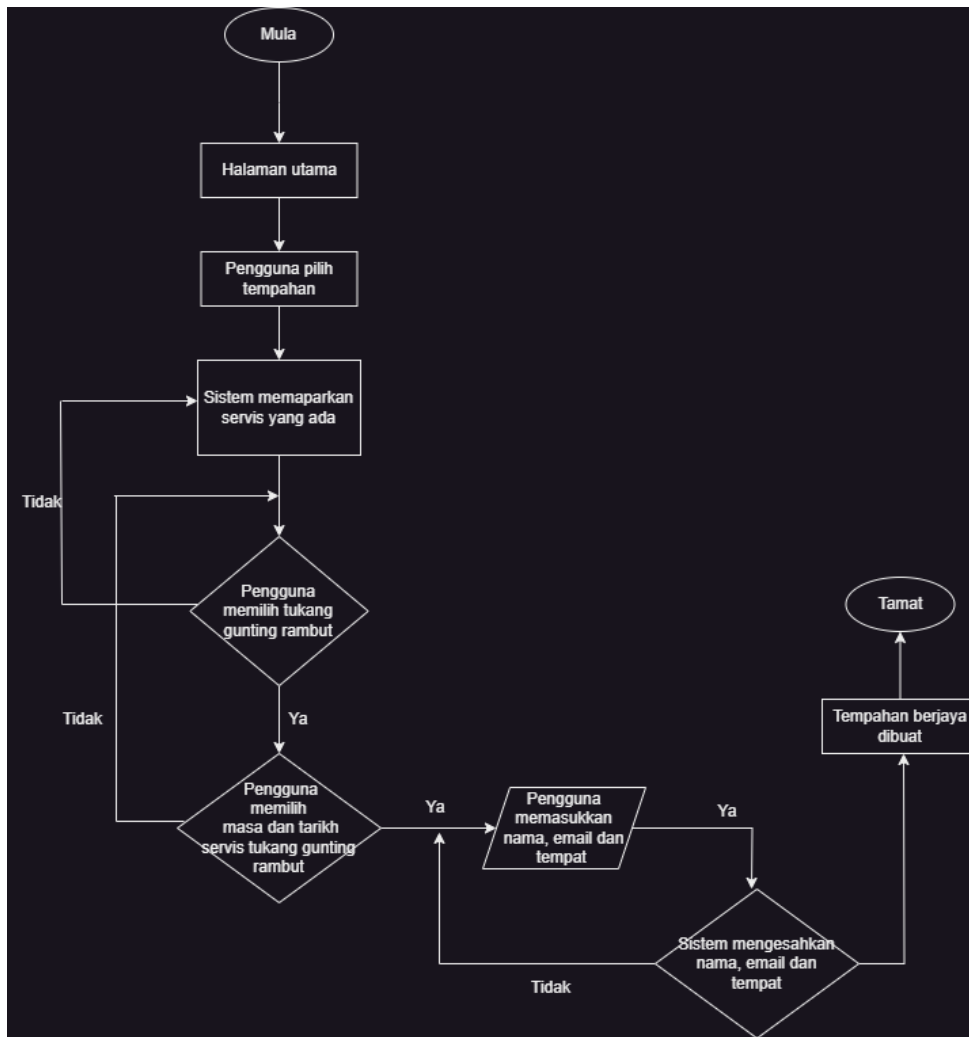 Mula
Halaman utama
Pengguna pilih
tempahan
Sistem memaparkan
servis yang ada
Tidak
Pengguna
memilih tukang
gunting rambut
Tidak
Ya
Pengguna
memilih
masa dan tarikh
servis tukang gunting
rambut
Ya
Pengguna
memasukkan
nama, email dan
tempat
Ya
Sistem mengesahkan
nama, email dan
tempat
Tidak
Tempahan berjaya
dibuat
Tamat